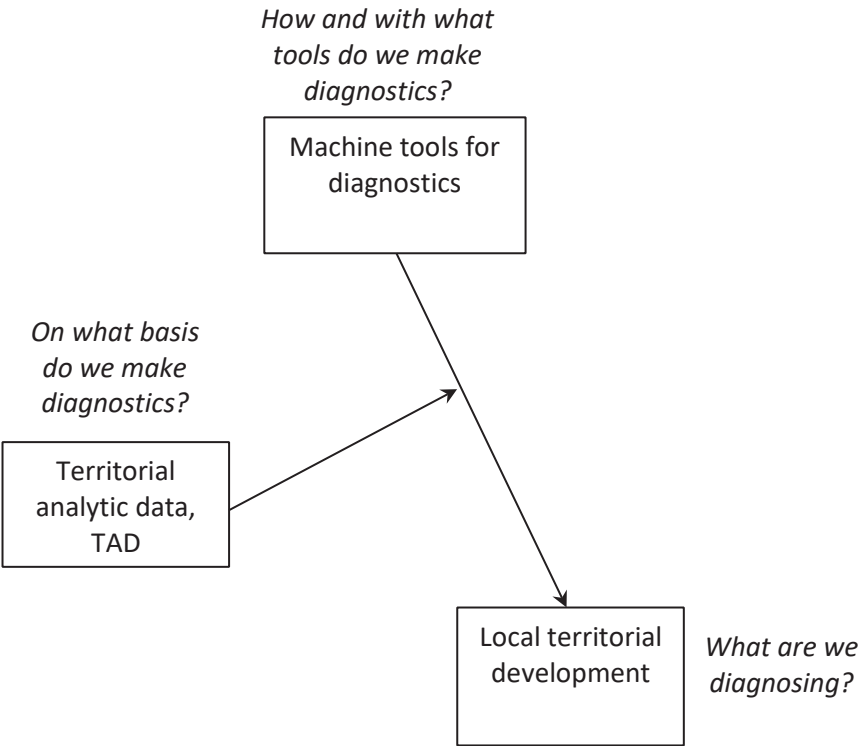 How and with what
tools do we make
diagnostics?
Machine tools for
diagnostics
On what basis
do we make
diagnostics?
Territorial
analytic data,
TAD
Local territorial
development
What are we
diagnosing?